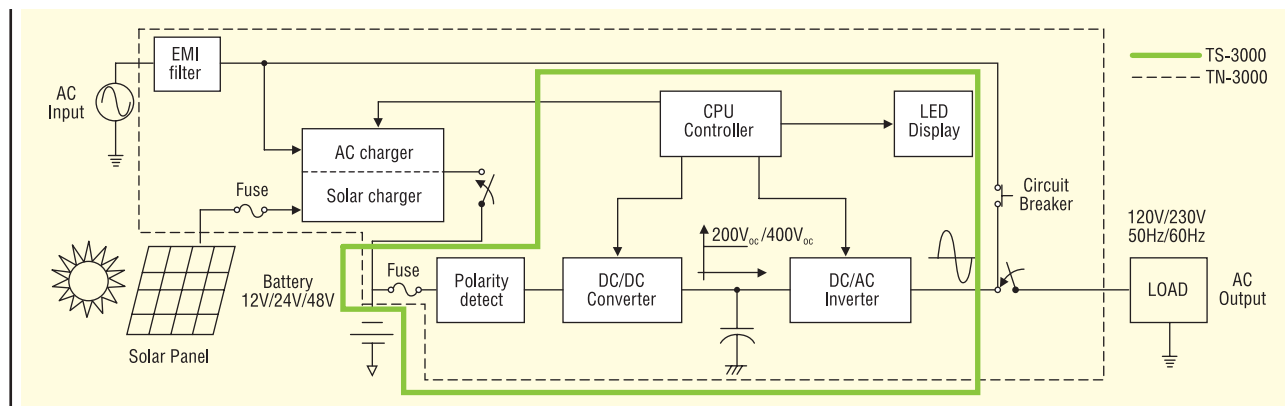 EMI
filter
TS-3000
TN-3000
AC
Input
CPU
Controller
LED
Display
AC charger
Solar charger
Fuse
Circuit
Breaker
120V/230V
50Hz/60Hz
200Voc/400Voc
Battery
12V/24V/48V
Fuse
Polarity
detect
DC/DC
Converter
DC/AC
Inverter
LOAD
AC
Output
Solar Panel